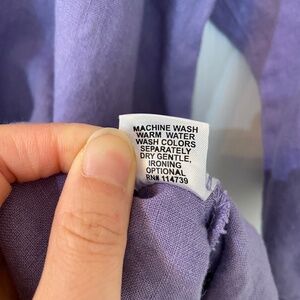 MACHINE WASH
WARM WATER
WASH COLORS
SEPARATELY
DRY GENTLE,
IRONING
OPTIONAL
RN# 114739